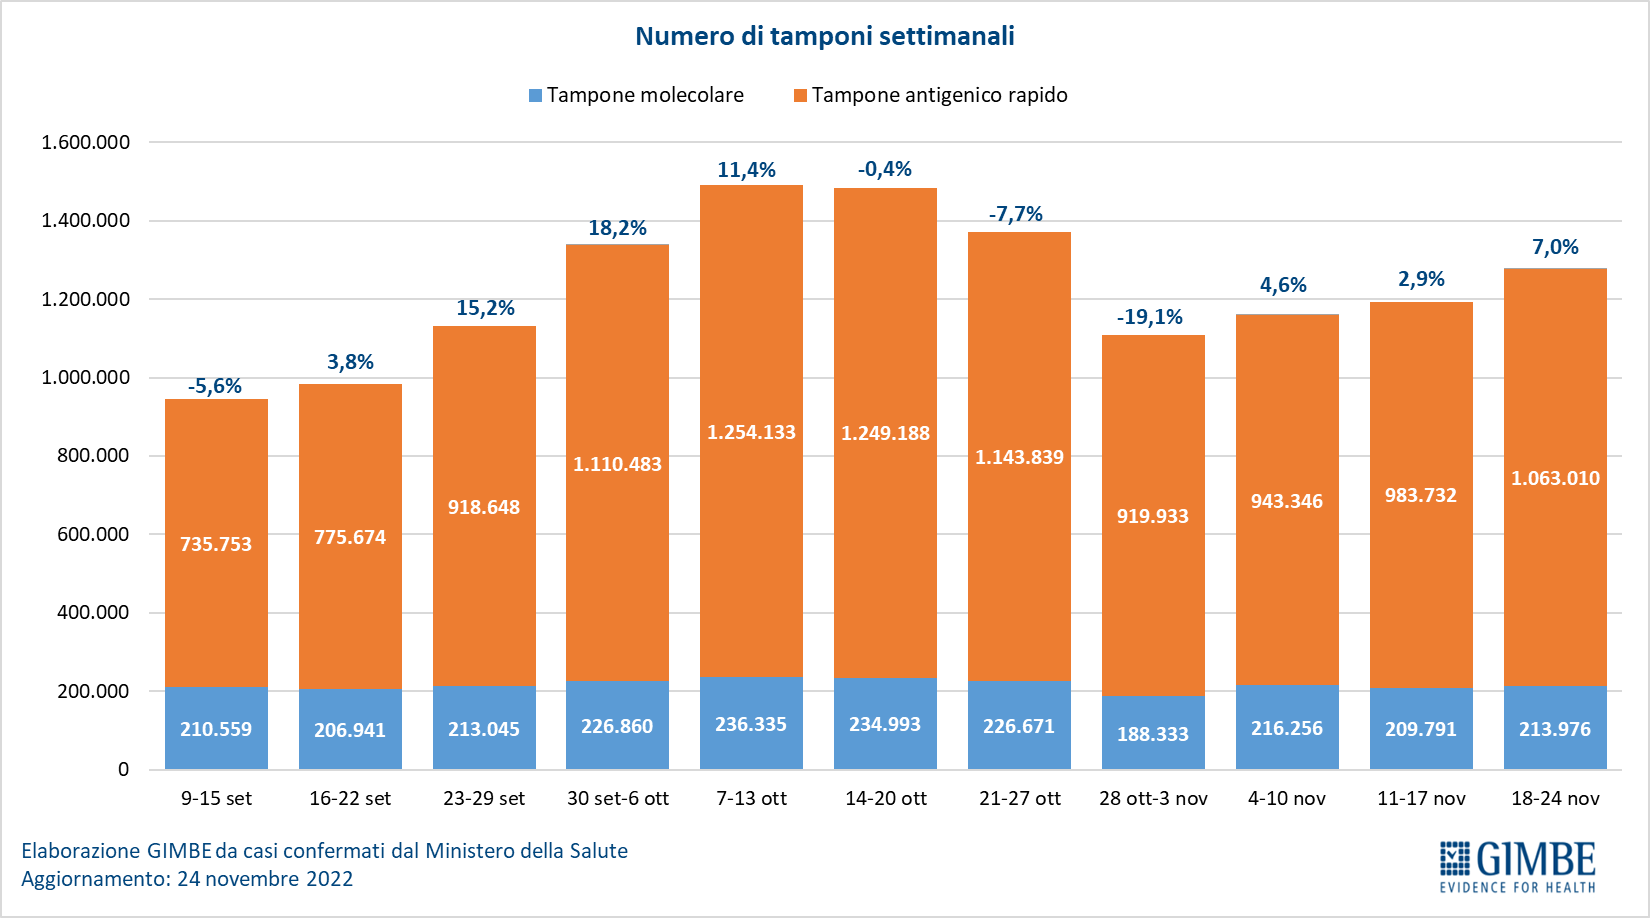 Numero di tamponi settimanali
Tampone molecolare Tampone antigenico rapido
1.600.000
1.400.000
1.200.000
1.000.000
800.000
600.000
400.000
200.000
0
-5,6% 3,8% 15,2% 18,2% 11,4% -0,4% -7,7% -19,1% 4,6% 2,9% 7,0%
735.753 775.674 918.648 1.110.483 1.254.133 1.249.188 1.143.839 919.933 943.346 983.732 1.063.010
210.559 206.941 213.045 226.860 236.335 234.993 226.671 188.333 216.256 209.791 213.976
9-15 set 16-22 set 23-29 set 30 set-6 ott 7-13 ott 14-20 ott 21-27 ott 28 ott-3 nov 4-10 nov 11-17 nov 18-24 nov
Elaborazione GIMBE da casi confermati dal Ministero della Salute
Aggiornamento: 24 novembre 2022
GIMBE
EVIDENCE FOR HEALTH